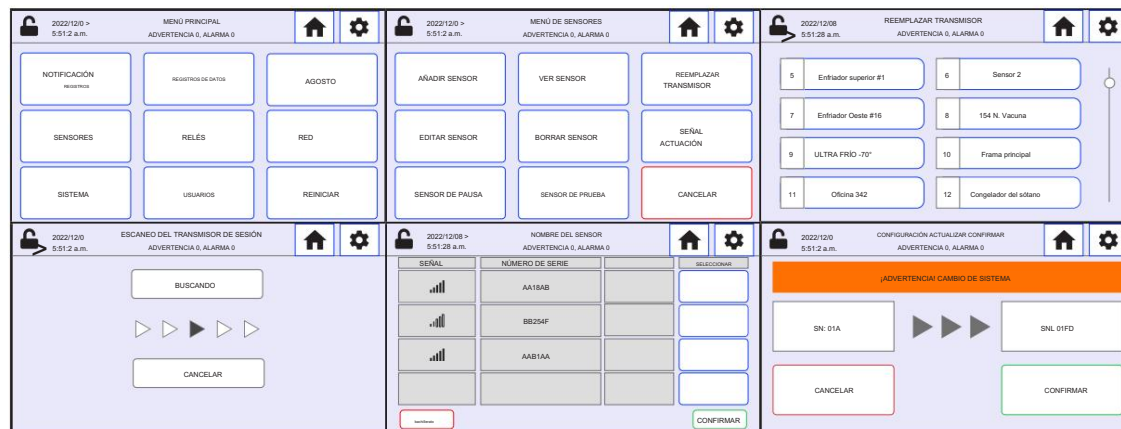 2022/12/0 >
5:51:2 a.m.
MENÚ PRINCIPAL
ADVERTENCIA 0, ALARMA 0
NOTIFICACIÓN
REGISTROS
REGISTROS DE DATOS
AGOSTO
SENSORES
RELÉS
RED
SISTEMA
USUARIOS
REINICIAR
2022/12/0 >
5:51:2 a.m.
MENÚ DE SENSORES
ADVERTENCIA 0, ALARMA 0
AÑADIR SENSOR
VER SENSOR
REEMPLAZAR
TRANSMISOR
EDITAR SENSOR
BORRAR SENSOR
SEÑAL
ACTUACIÓN
SENSOR DE PAUSA
SENSOR DE PRUEBA
CANCELAR
2022/12/08
> 5:51:28 a.m.
REEMPLAZAR TRANSMISOR
ADVERTENCIA 0, ALARMA 0
5 Enfriador superior #1
6 Sensor 2
7 Enfriador Oeste #16
8 154 N. Vacuna
9 ULTRA FRÍO -70°
10 Frama principal
11 Oficina 342
12 Congelador del sótano
2022/12/0
> 5:51:2 a.m.
ESCANEO DEL TRANSMISOR DE SESIÓN
ADVERTENCIA 0, ALARMA 0
BUSCANDO
CANCELAR
2022/12/08 >
5:51:28 a.m.
NOMBRE DEL SENSOR
ADVERTENCIA 0, ALARMA 0
SEÑAL
NÚMERO DE SERIE
SELECCIONAR
AA18AB
BB254F
AAB1AA
CONFIRMAR
2022/12/0
> 5:51:2 a.m.
CONFIGURACIÓN ACTUALIZAR CONFIRMAR
ADVERTENCIA 0, ALARMA 0
¡ADVERTENCIA! CAMBIO DE SISTEMA
SN: 01A
SNL 01FD
CANCELAR
CONFIRMAR